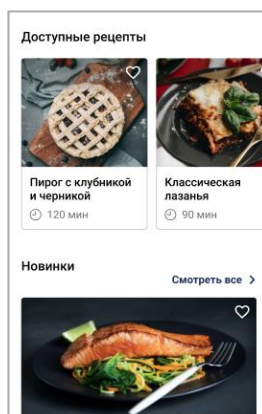 Доступные рецепты
Пирог с клубникой
и черникой
120 мин
Классическая
лазанья
90 мин
Новинки
Смотреть все >